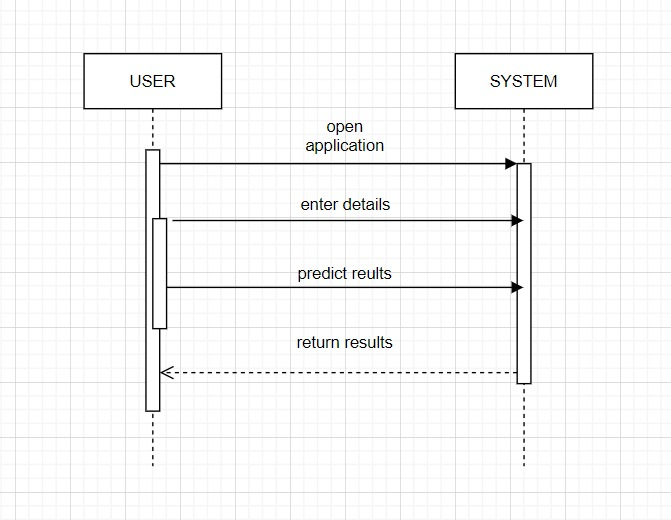 USER
SYSTEM
open
application
enter details
predict reults
return results